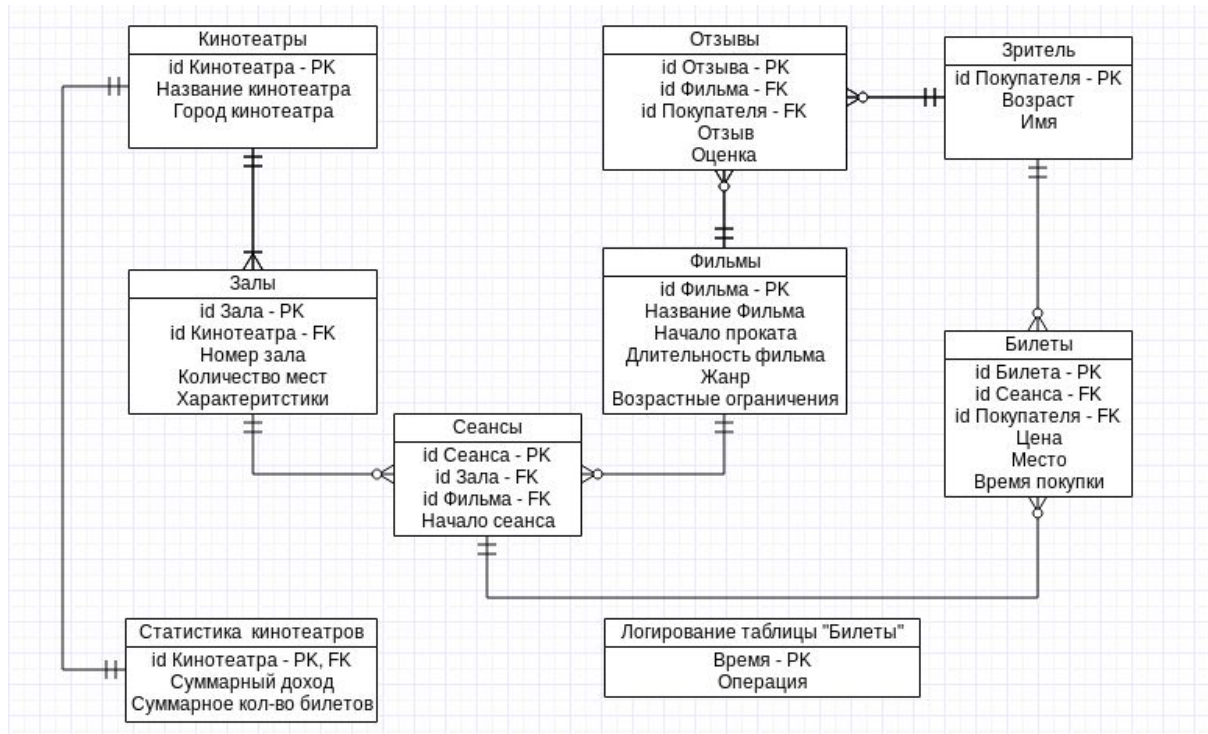 Кинотеатры
id Кинотеатра - PK
Название кинотеатра
Город кинотеатра
Отзывы
id Отзыва - PK
id Фильма - FK
id Покупателя - FK
Отзыв
Оценка
Зритель
id Покупателя - PK
Возраст
Имя
Залы
id Зала - PK
id Кинотеатра - FK
Номер зала
Количество мест
Характеритстики
Фильмы
id Фильма - PK
Название Фильма
Начало проката
Длительность фильма
Жанр
Возрастные ограничения
Билеты
id Билета - PK
id Сеанса - FK
id Покупателя - FK
Цена
Место
Время покупки
Сеансы
id Сеанса - PK
id Зала - FK
id Фильма - FK
Начало сеанса
Статистика кинотеатров
id Кинотеатра - PK, FK
Суммарный доход
Суммарное кол-во билетов
Логирование таблицы "Билеты"
Время - PK
Операция